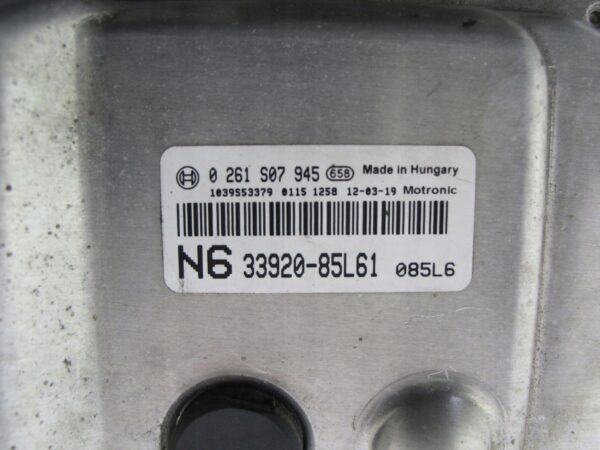 0 261 S07 945 658 Made in Hungary
1039S53379 0115 1258 12-03-19 Motronic
N6 33920-85L61 085L6